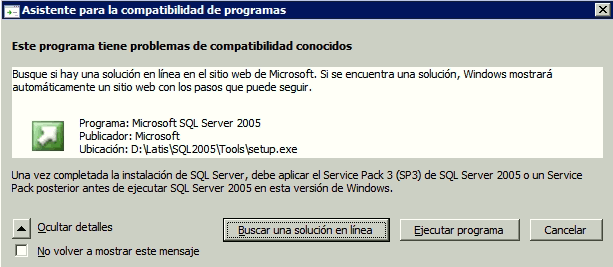 Asistente para la compatibilidad de programas
Este programa tiene problemas de compatibilidad conocidos
Busque si hay una solución en línea en el sitio web de Microsoft. Si se encuentra una solución, Windows mostrará
automáticamente un sitio web con los pasos que puede seguir.
Programa: Microsoft SQL Server 2005
Publicador: Microsoft
Ubicación: D:\Latis\SQL2005\Tools\setup.exe
Una vez completada la instalación de SQL Server, debe aplicar el Service Pack 3 (SP3) de SQL Server 2005 o un Service
Pack posterior antes de ejecutar SQL Server 2005 en esta versión de Windows.
Ocultar detalles
Buscar una solución en línea
Ejecutar programa
Cancelar
No volver a mostrar este mensaje